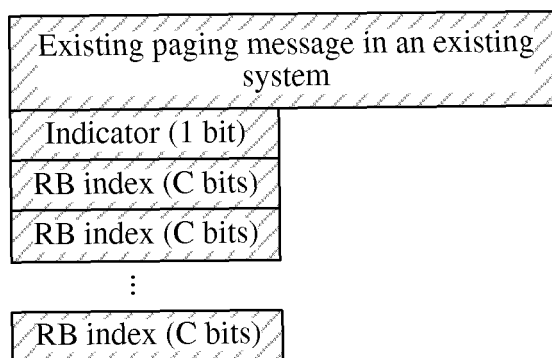 Existing paging message in an existing
system
Indicator (1 bit)
RB index (C bits)
RB index (C bits)
⋮
RB index (C bits)